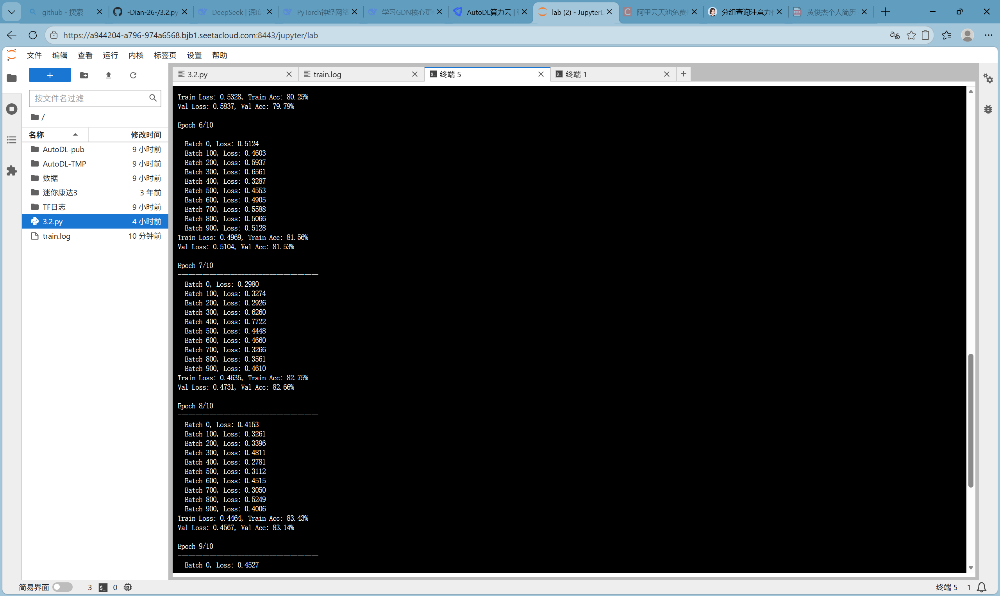 github - 搜索
-Dian-26-/3.2.py
DeepSeek | 深度
PyTorch神经网络
学习GDN核心更
AutoDL算力云 |
lab (2) - JupyterL
阿里云天池免费
分组查询注意力
黄俊杰个人简历
https://a944204-a796-974a6568.bjb1.seetacloud.com:8443/jupyter/lab
文件 编辑 查看 运行 内核 标签页 设置 帮助
3.2.py
train.log
终端 5
终端 1
按文件名过滤
/
名称 修改时间
AutoDL-pub 9 小时前
AutoDL-TMP 9 小时前
数据 9 小时前
迷你康达3 3 年前
TF日志 9 小时前
3.2.py 4 小时前
train.log 10 分钟前
Train Loss: 0.5328, Train Acc: 80.25%
Val Loss: 0.5837, Val Acc: 79.79%
Epoch 6/10
----------------------------------------
Batch 0, Loss: 0.5124
Batch 100, Loss: 0.4603
Batch 200, Loss: 0.5937
Batch 300, Loss: 0.6561
Batch 400, Loss: 0.3287
Batch 500, Loss: 0.4553
Batch 600, Loss: 0.4905
Batch 700, Loss: 0.5588
Batch 800, Loss: 0.5066
Batch 900, Loss: 0.5128
Train Loss: 0.4969, Train Acc: 81.56%
Val Loss: 0.5104, Val Acc: 81.53%
Epoch 7/10
----------------------------------------
Batch 0, Loss: 0.2980
Batch 100, Loss: 0.3274
Batch 200, Loss: 0.2926
Batch 300, Loss: 0.6260
Batch 400, Loss: 0.7722
Batch 500, Loss: 0.4448
Batch 600, Loss: 0.4660
Batch 700, Loss: 0.3266
Batch 800, Loss: 0.3561
Batch 900, Loss: 0.4610
Train Loss: 0.4635, Train Acc: 82.75%
Val Loss: 0.4731, Val Acc: 82.66%
Epoch 8/10
----------------------------------------
Batch 0, Loss: 0.4153
Batch 100, Loss: 0.3261
Batch 200, Loss: 0.3396
Batch 300, Loss: 0.4811
Batch 400, Loss: 0.2781
Batch 500, Loss: 0.3112
Batch 600, Loss: 0.4515
Batch 700, Loss: 0.3050
Batch 800, Loss: 0.5249
Batch 900, Loss: 0.4006
Train Loss: 0.4464, Train Acc: 83.43%
Val Loss: 0.4567, Val Acc: 83.14%
Epoch 9/10
----------------------------------------
Batch 0, Loss: 0.4527
简易界面 3 $_ 0
终端 5 1